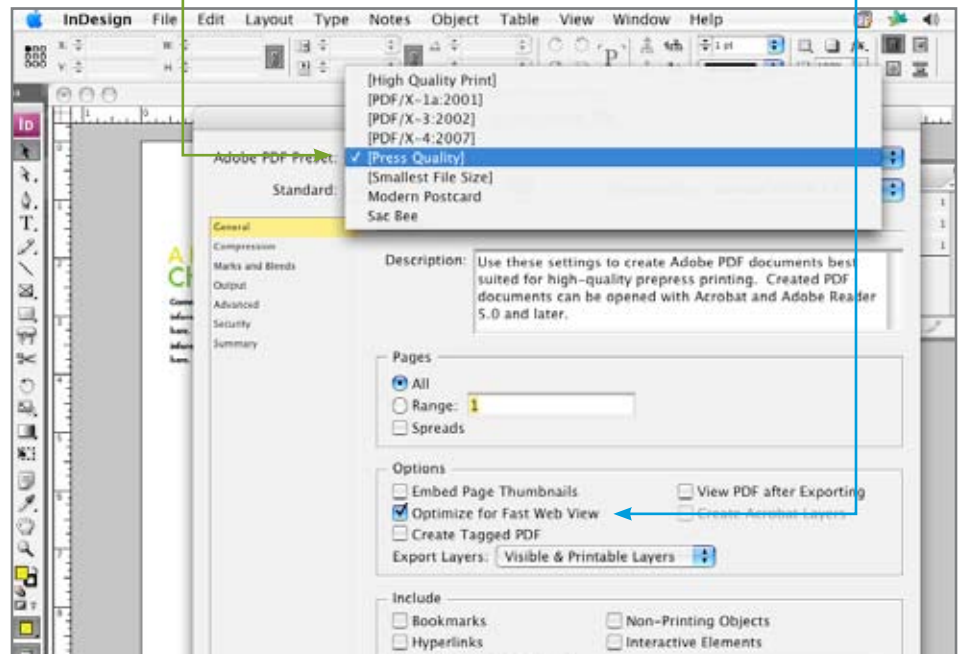 InDesign File Edit Layout Type Notes Object Table View Window Help
X:
W:
1 pt
Y:
H:
[High Quality Print]
[PDF/X-1a:2001]
[PDF/X-3:2002]
[PDF/X-4:2007]
Adobe PDF Preset: ✓ [Press Quality]
[Smallest File Size]
Standard:
Modern Postcard
Sac Bee
General
Compression
Marks and Bleeds
Output
Advanced
Security
Summary
Description: Use these settings to create Adobe PDF documents best
suited for high-quality prepress printing. Created PDF
documents can be opened with Acrobat and Adobe Reader
5.0 and later.
Pages
All
Range: 1
Spreads
Options
Embed Page Thumbnails
View PDF after Exporting
Optimize for Fast Web View
Create Acrobat Layers
Create Tagged PDF
Export Layers: Visible & Printable Layers
Include
Bookmarks
Non-Printing Objects
Hyperlinks
Interactive Elements